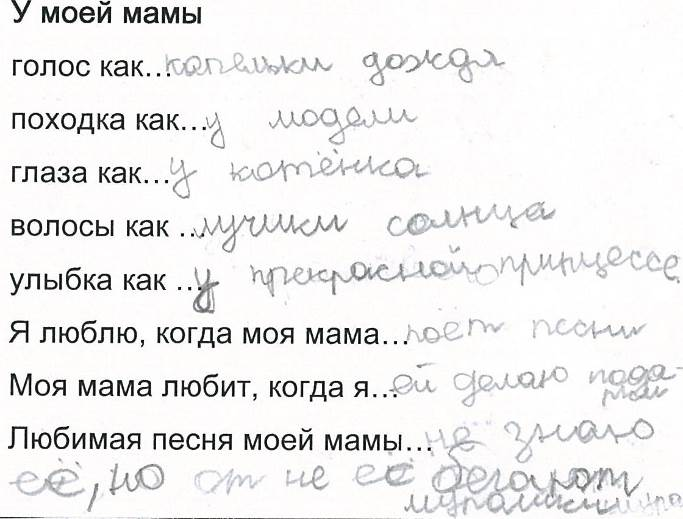 У моей мамы
голос как...капельки дождя
походка как...у модели
глаза как...у котёнка
волосы как ...лучики солнца
улыбка как ...у прекрасной принцессе
Я люблю, когда моя мама...поёт песни
Моя мама любит, когда я...ей делаю пода-
рки
Любимая песня моей мамы...не знаю
её, но от не её бегают
мурашки